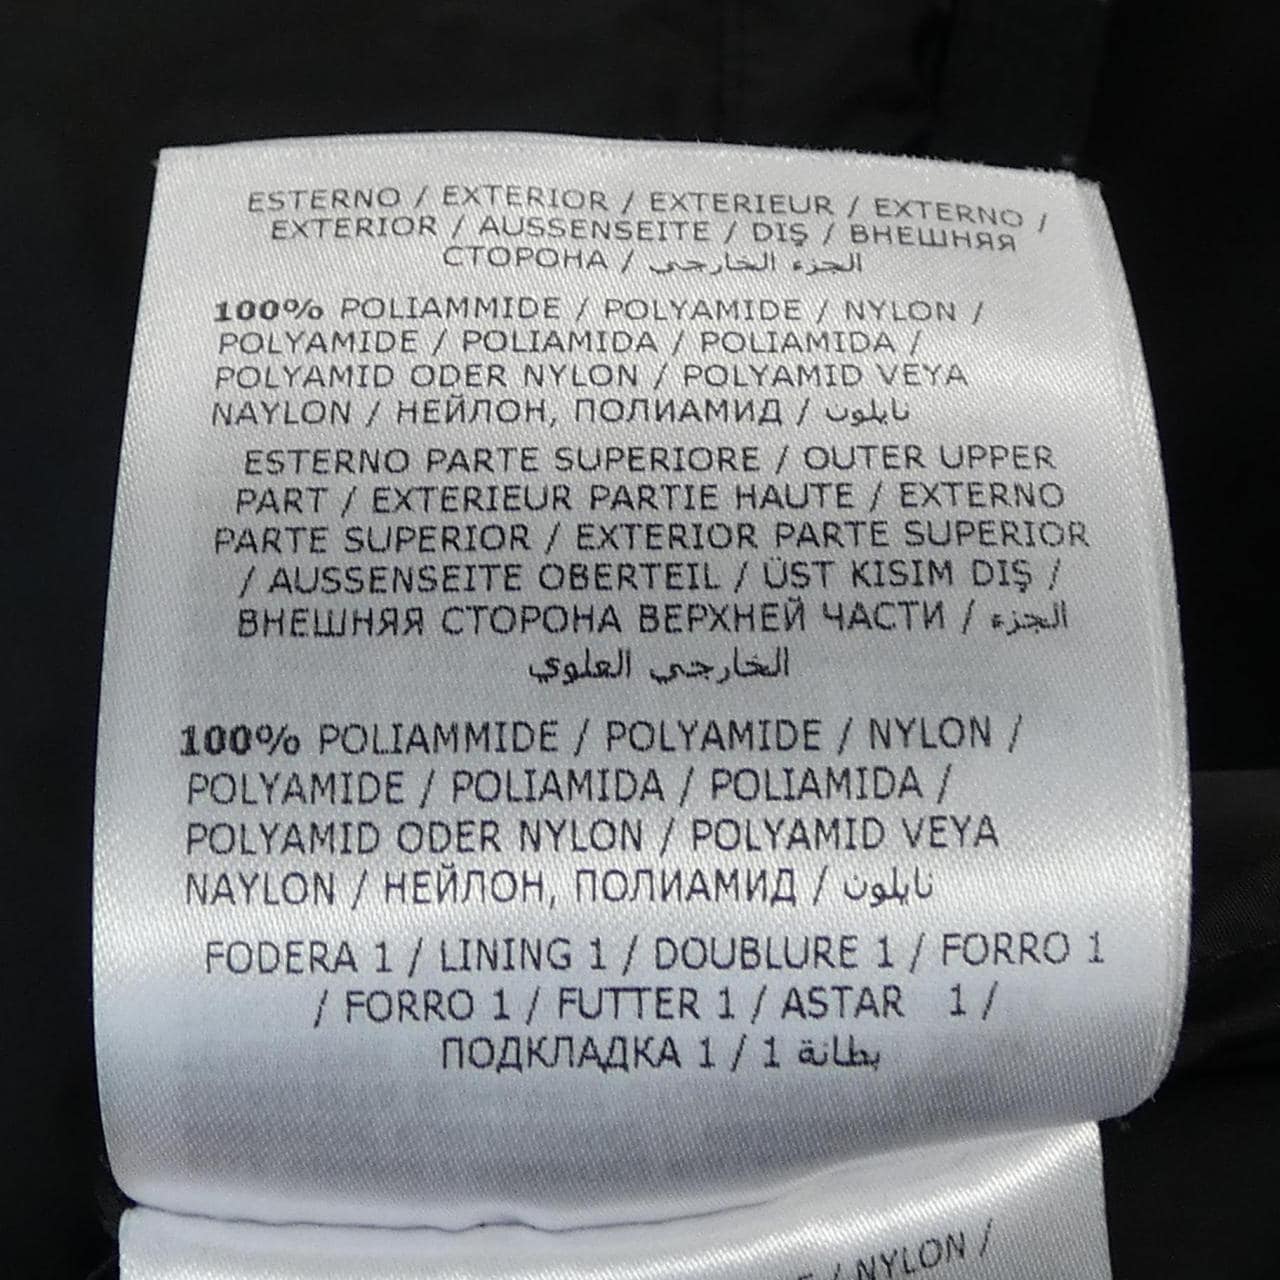 ESTERNO / EXTERIOR / EXTERIEUR / EXTERNO /
EXTERIOR / AUSSENSEITE / DIŞ / ВНЕШНЯЯ
СТОРОНА / الجزء الخارجي
100% POLIAMMIDE / POLYAMIDE / NYLON /
POLYAMIDE / POLIAMIDA / POLIAMIDA /
POLYAMID ODER NYLON / POLYAMID VEYA
NAYLON / НЕЙЛОН, ПОЛИАМИД / نايلون
ESTERNO PARTE SUPERIORE / OUTER UPPER
PART / EXTERIEUR PARTIE HAUTE / EXTERNO
PARTE SUPERIOR / EXTERIOR PARTE SUPERIOR
/ AUSSENSEITE OBERTEIL / ÜST KISIM DIŞ /
ВНЕШНЯЯ СТОРОНА ВЕРХНЕЙ ЧАСТИ / الجزء
الخارجي العلوي
100% POLIAMMIDE / POLYAMIDE / NYLON /
POLYAMIDE / POLIAMIDA / POLIAMIDA /
POLYAMID ODER NYLON / POLYAMID VEYA
NAYLON / НЕЙЛОН, ПОЛИАМИД / نايلون
FODERA 1 / LINING 1 / DOUBLURE 1 / FORRO 1
/ FORRO 1 / FUTTER 1 / ASTAR 1 /
ПОДКЛАДКА 1 / 1 بطانة
/ NYLON /